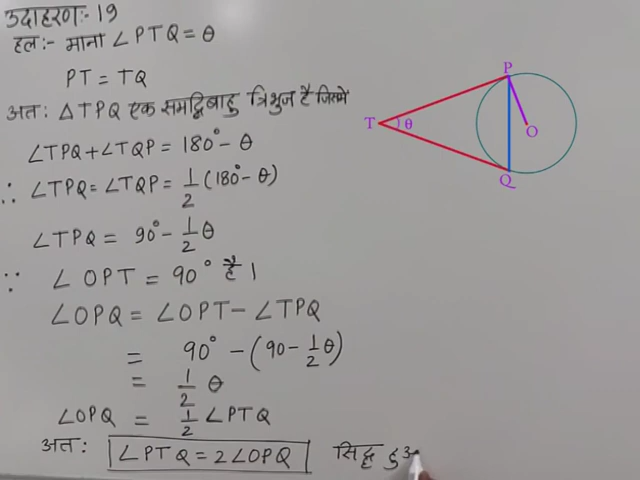 उदाहरण:- 19
हल:- माना ∠PTQ = θ
PT = TQ
अत: △TPQ एक समद्विबाहु त्रिभुज है जिसमें
∠TPQ + ∠TQP = 180° - θ
∴ ∠TPQ = ∠TQP = 1/2 (180° - θ)
∠TPQ = 90° - 1/2 θ
∵ ∠OPT = 90° है।
∠OPQ = ∠OPT - ∠TPQ
= 90° - (90 - 1/2 θ)
= 1/2 θ
∠OPQ = 1/2 ∠PTQ
अत: ∠PTQ = 2∠OPQ सिद्ध हुअ
P
T θ
O
Q